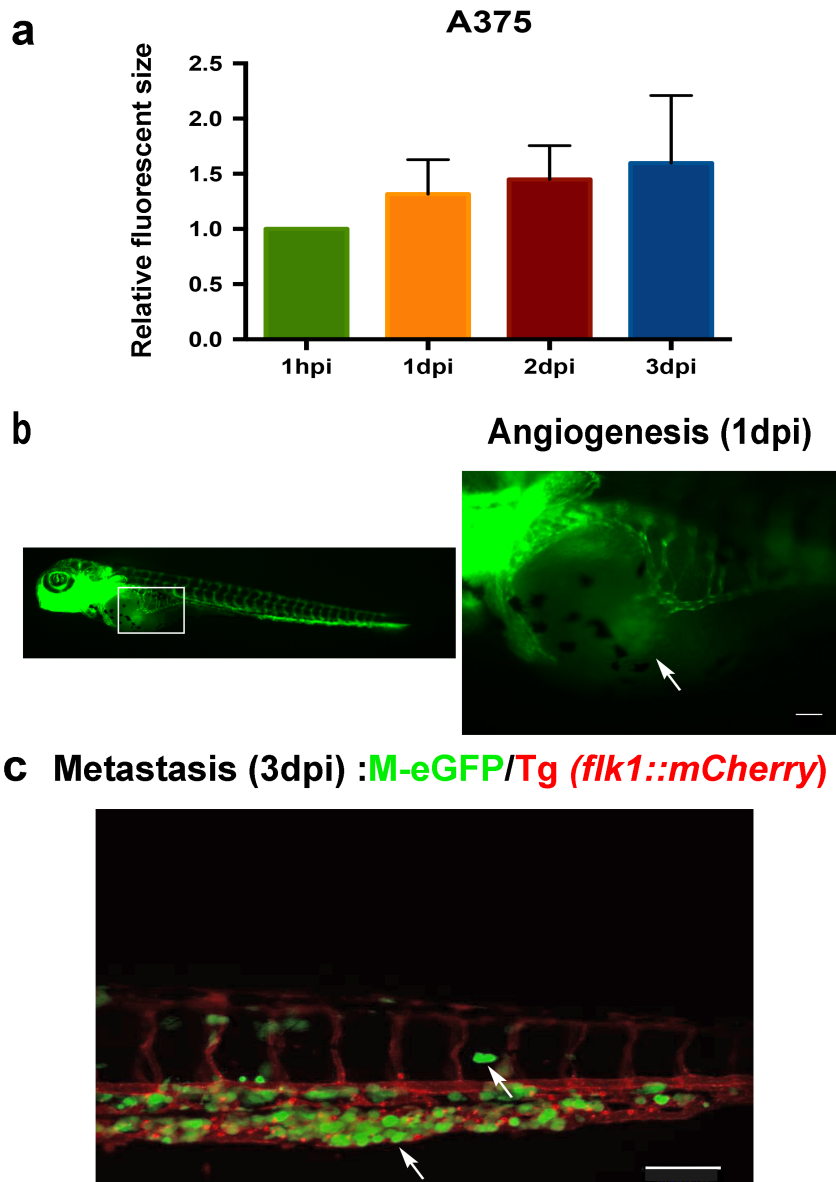 a
A375
Relative fluorescent size
2.5
2.0
1.5
1.0
0.5
0.0
1hpi 1dpi 2dpi 3dpi
b
Angiogenesis (1dpi)
c Metastasis (3dpi) :M-eGFP/Tg (flk1::mCherry)